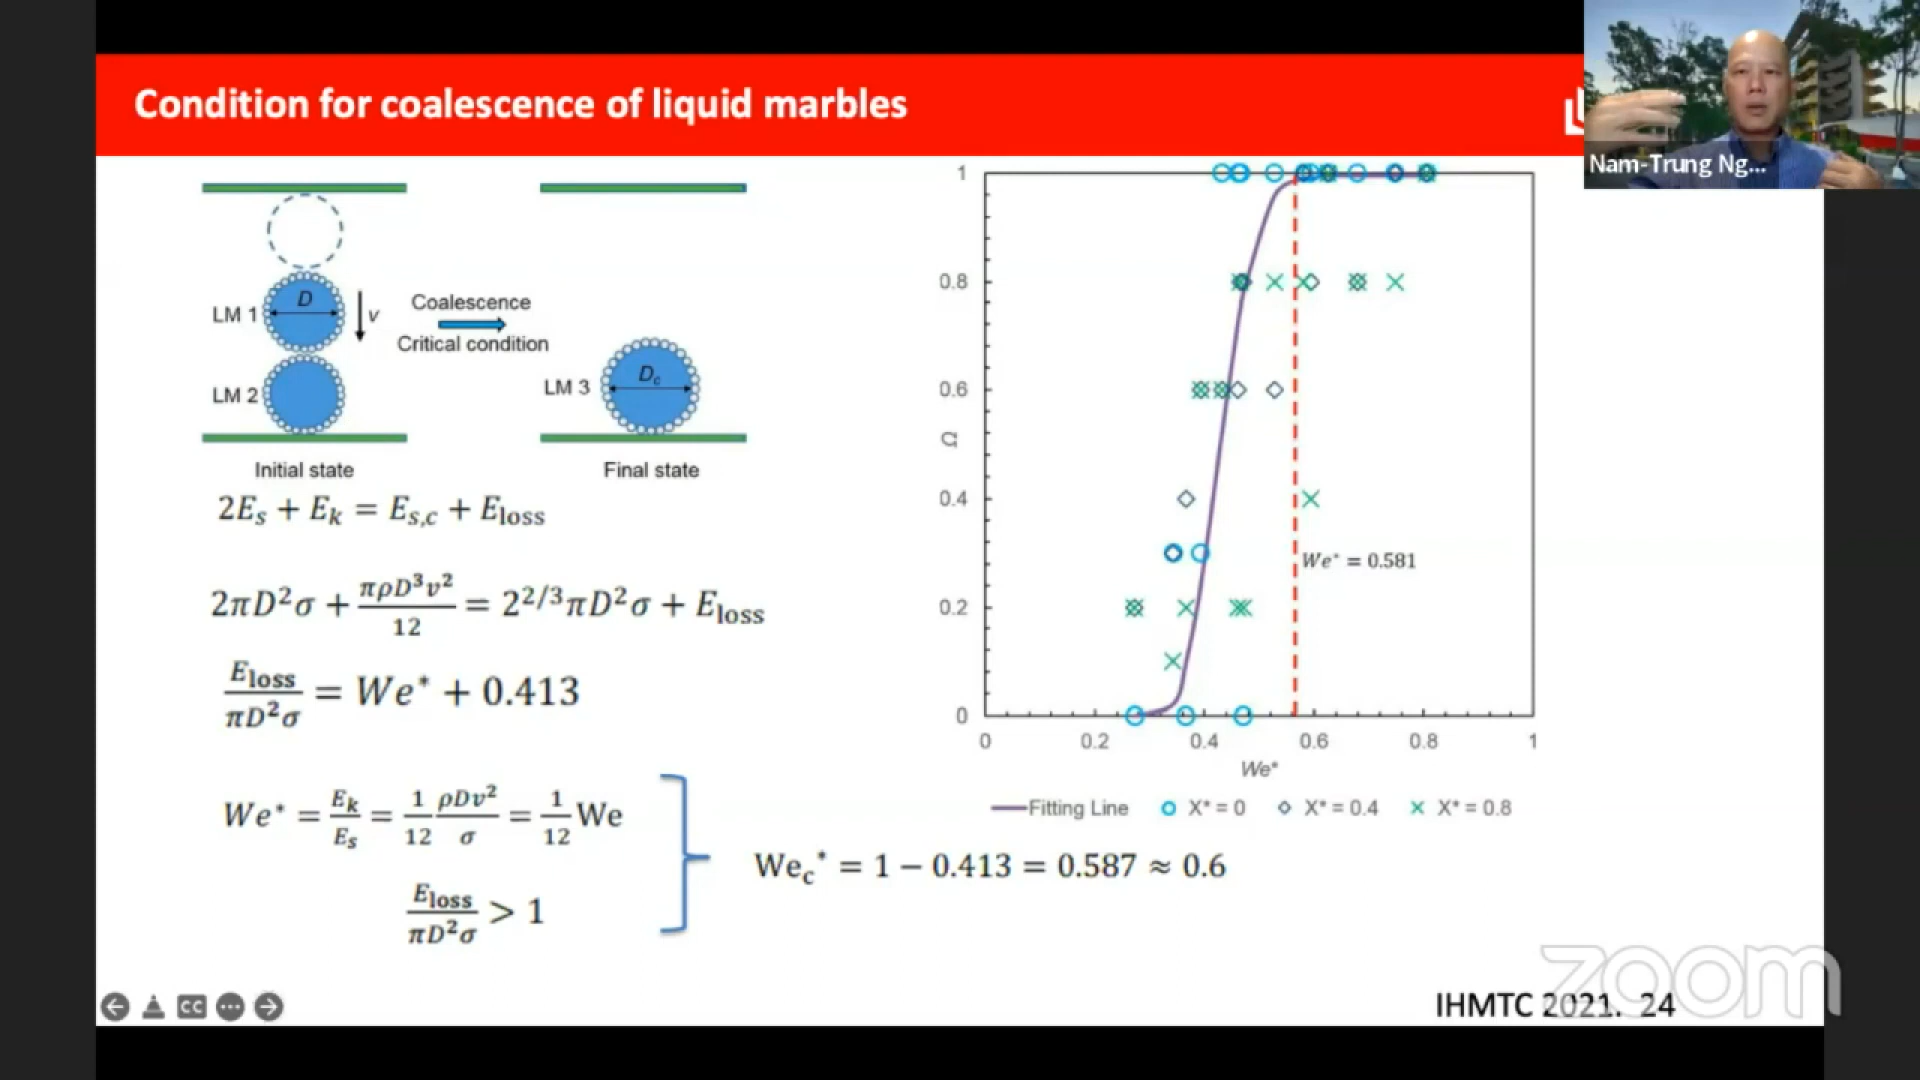 Condition for coalescence of liquid marbles
Nam-Trung Ng...
LM 1
D
v
LM 2
Coalescence
Critical condition
LM 3
D_c
Initial state
Final state
2E_s + E_k = E_{s,c} + E_loss
2πD²σ + πρD³v²/12 = 2^{2/3}πD²σ + E_loss
E_loss/πD²σ = We* + 0.413
We* = E_k/E_s = 1/12 ρDv²/σ = 1/12 We
E_loss/πD²σ > 1
We_c* = 1 − 0.413 = 0.587 ≈ 0.6
1
0.8
0.6
0.4
0.2
0
0 0.2 0.4 0.6 0.8 1
We*
We* = 0.581
Fitting Line X* = 0 X* = 0.4 X* = 0.8
CC
IHMTC 2021. 24
zoom